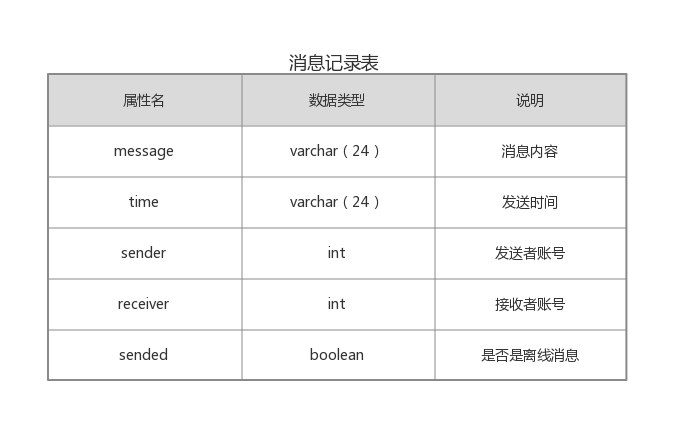 消息记录表
属性名 数据类型 说明
message varchar（24） 消息内容
time varchar（24） 发送时间
sender int 发送者账号
receiver int 接收者账号
sended boolean 是否是离线消息